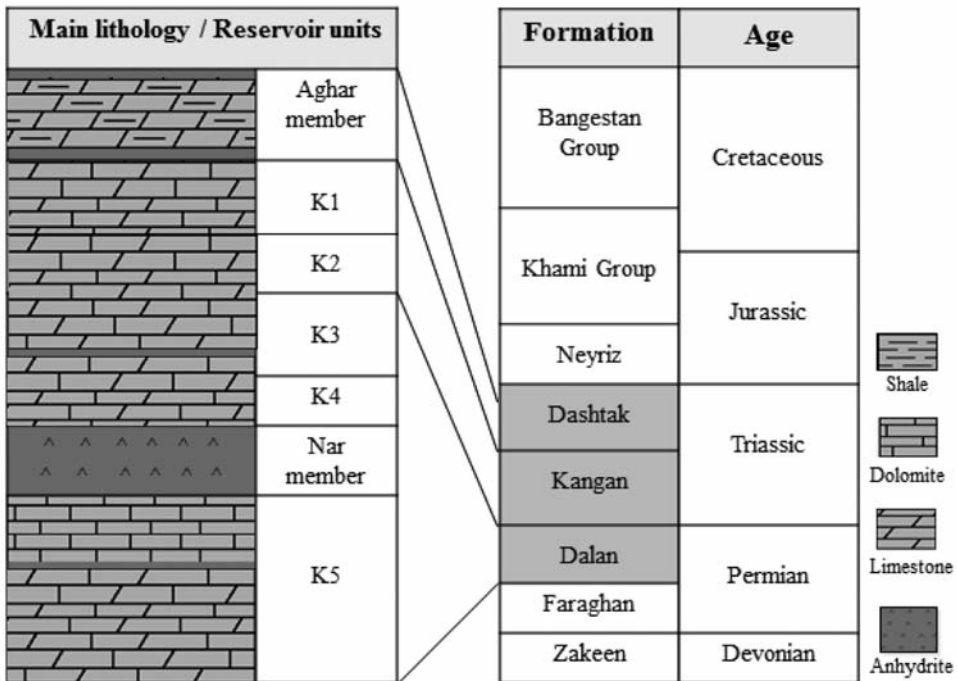 Main lithology / Reservoir units
Aghar
member
K1
K2
K3
K4
Nar
member
K5
Formation
Age
Bangestan
Group
Cretaceous
Khami Group
Jurassic
Neyriz
Dashtak
Triassic
Kangan
Dalan
Permian
Faraghan
Zakeen
Devonian
Shale
Dolomite
Limestone
Anhydrite